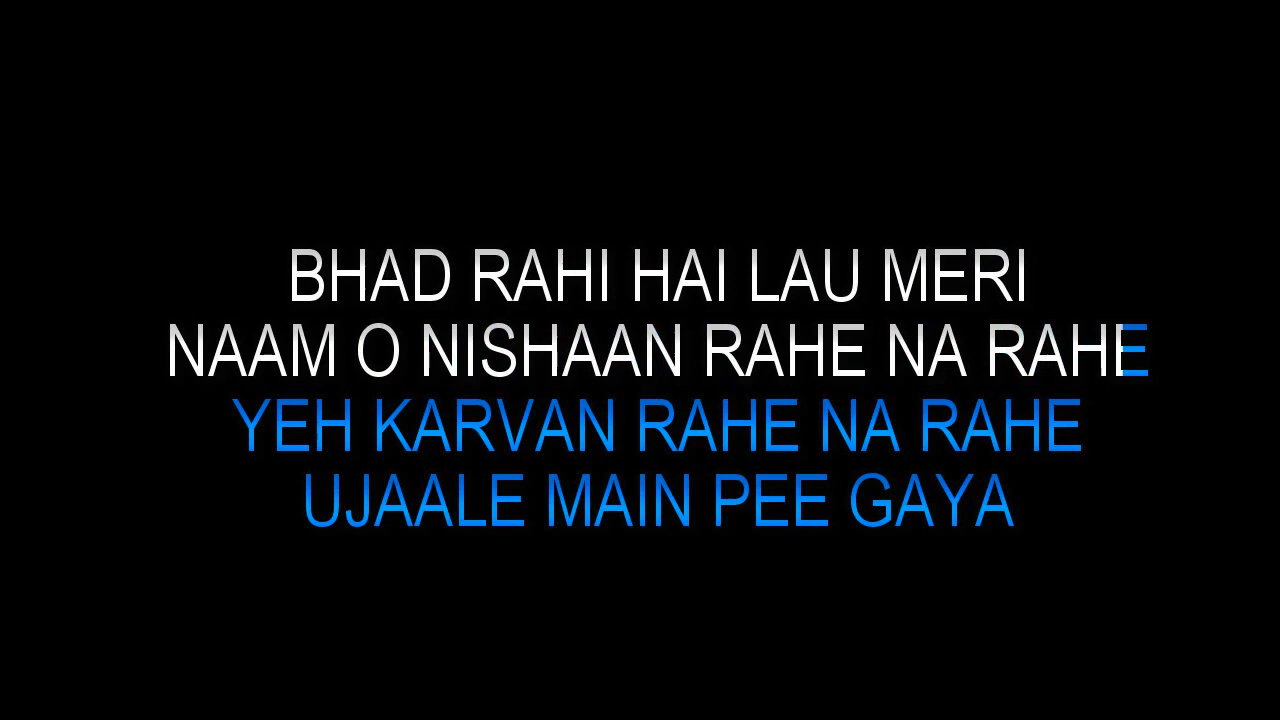 BHAD RAHI HAI LAU MERI
NAAM O NISHAAN RAHE NA RAHE
YEH KARVAN RAHE NA RAHE
UJAALE MAIN PEE GAYA